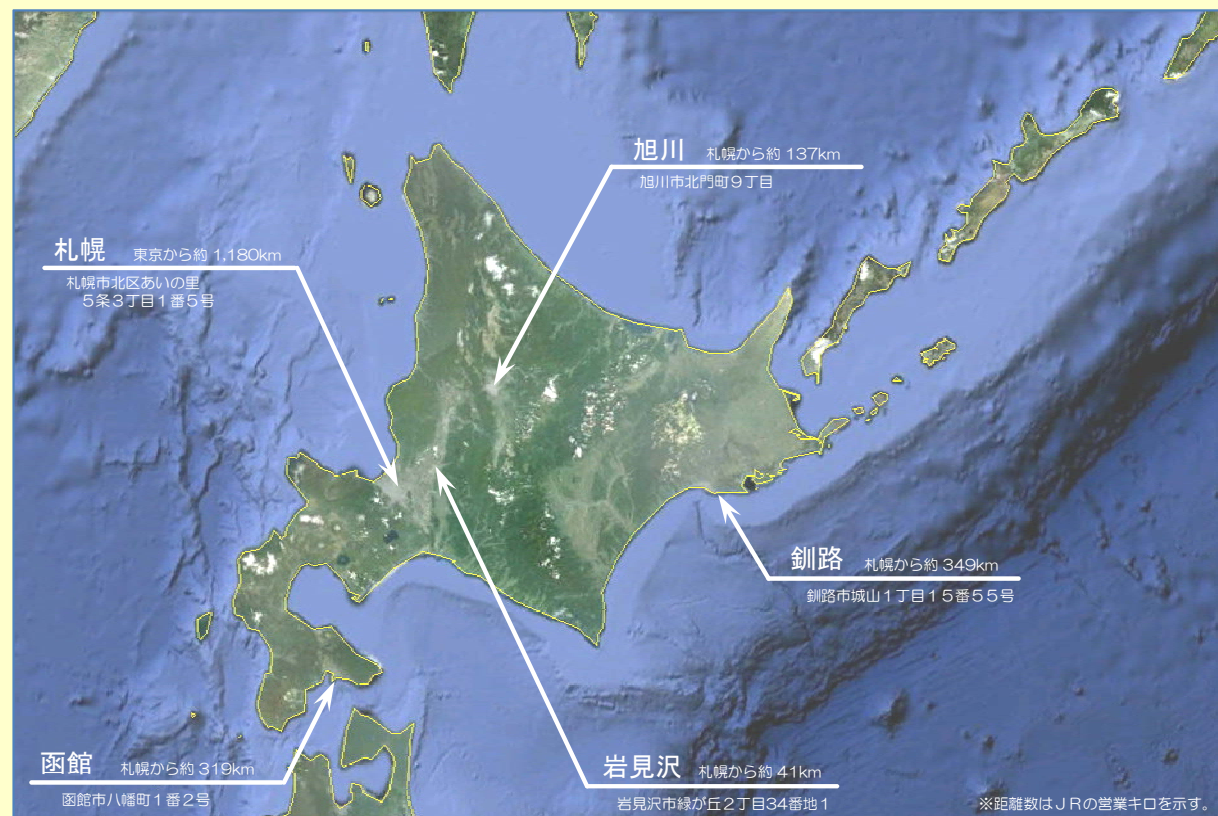 旭川 札幌から約 137km
旭川市北門町9丁目
札幌 東京から約 1,180km
札幌市北区あいの里
5条3丁目1番5号
釧路 札幌から約 349km
釧路市城山1丁目15番55号
函館 札幌から約 319km
函館市八幡町1番2号
岩見沢 札幌から約 41km
岩見沢市緑が丘2丁目34番地1
※距離数はJRの営業キロを示す。